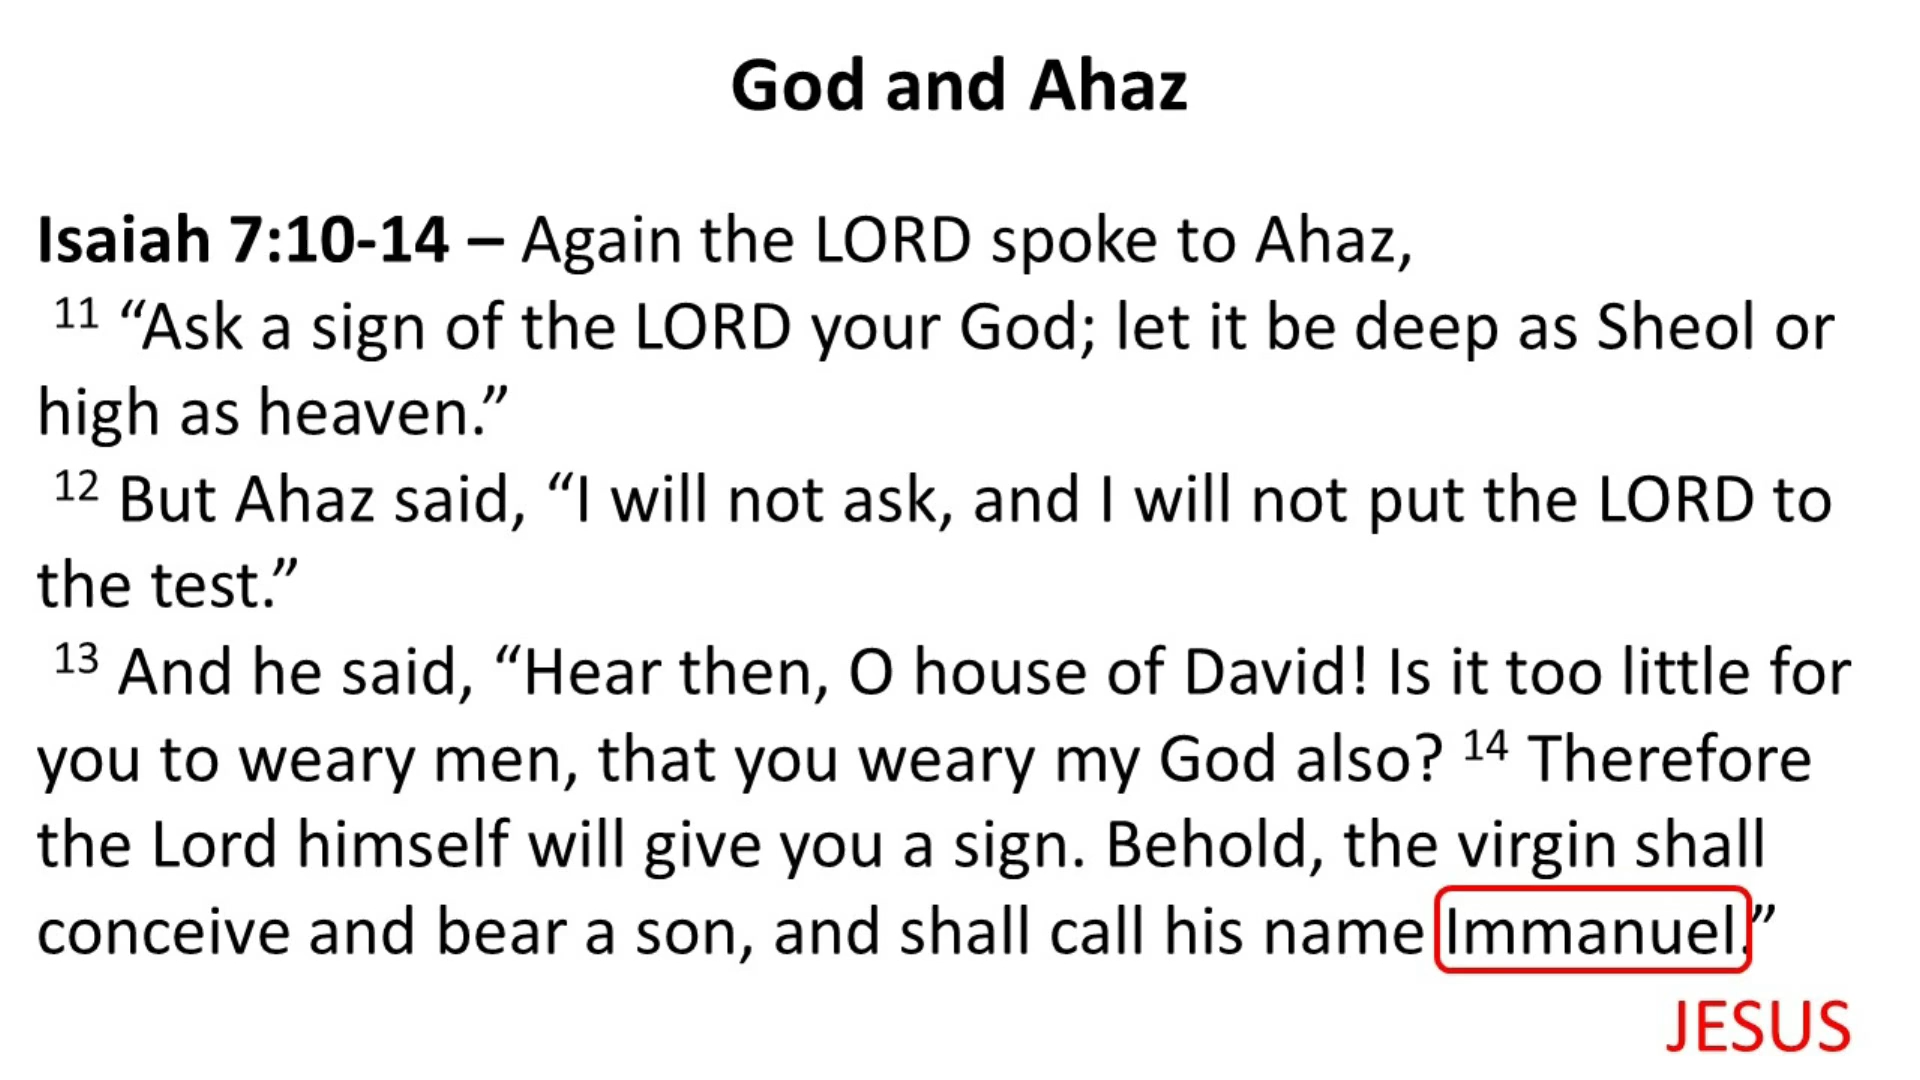 God and Ahaz
Isaiah 7:10-14 – Again the LORD spoke to Ahaz,
11 “Ask a sign of the LORD your God; let it be deep as Sheol or
high as heaven.”
12 But Ahaz said, “I will not ask, and I will not put the LORD to
the test.”
13 And he said, “Hear then, O house of David! Is it too little for
you to weary men, that you weary my God also? 14 Therefore
the Lord himself will give you a sign. Behold, the virgin shall
conceive and bear a son, and shall call his name Immanuel.”
JESUS